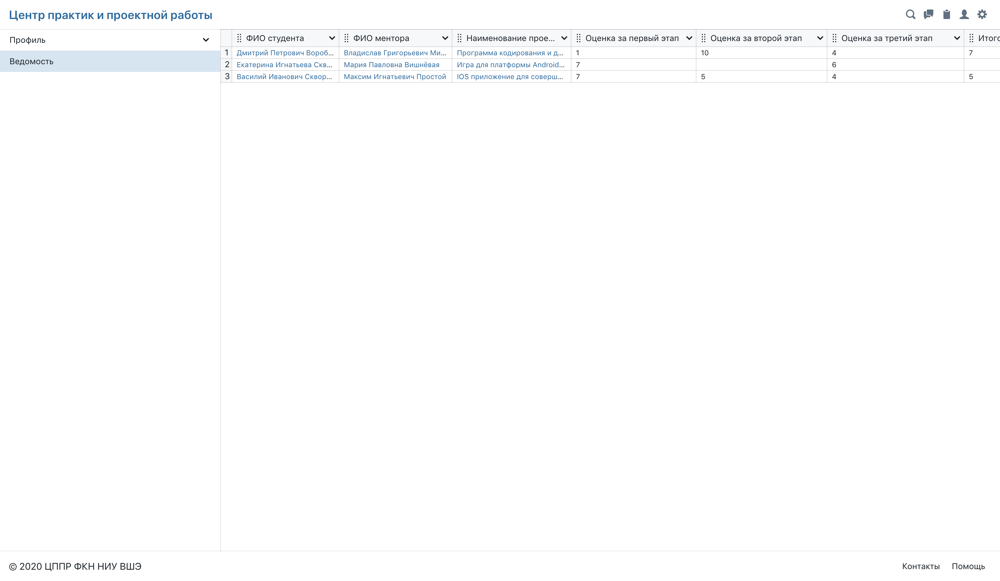 Центр практик и проектной работы
Профиль
Ведомость
ФИО студента ФИО ментора Наименование прое... Оценка за первый этап Оценка за второй этап Оценка за третий этап Итого
1 Дмитрий Петрович Вороб... Владислав Григорьевич Ми... Программа кодирования и д... 1 10 4 7
2 Екатерина Игнатьева Скв... Мария Павловна Вишнёвая Игра для платформы Android... 7 6
3 Василий Иванович Сквор... Максим Игнатьевич Простой IOS приложение для соверш... 7 5 4 5
© 2020 ЦППР ФКН НИУ ВШЭ
Контакты Помощь